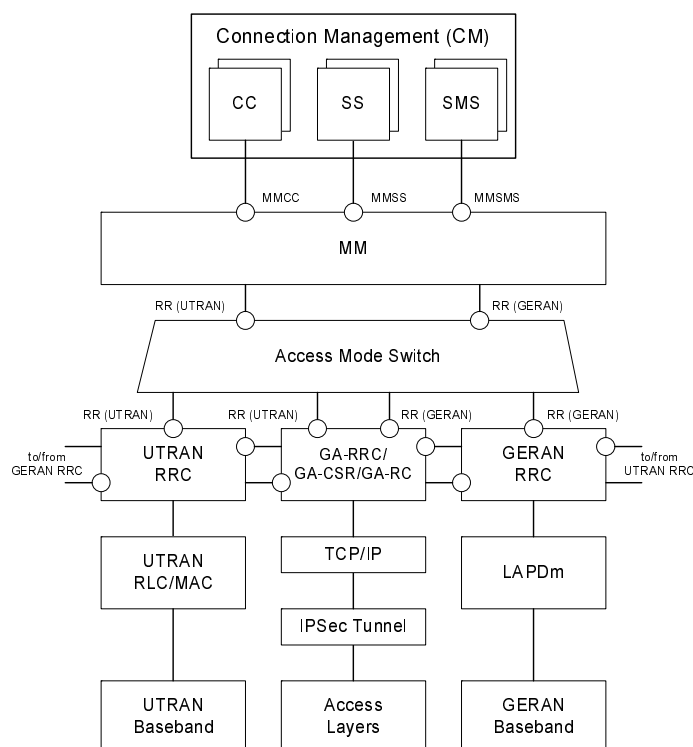 Connection Management (CM)
CC
SS
SMS
MMCC
MMSS
MMSMS
MM
RR (UTRAN)
RR (GERAN)
Access Mode Switch
RR (UTRAN)
RR (UTRAN)
RR (GERAN)
RR (GERAN)
to/from
GERAN RRC
UTRAN
RRC
GA-RRC/
GA-CSR/GA-RC
GERAN
RRC
to/from
UTRAN RRC
UTRAN
RLC/MAC
TCP/IP
LAPDm
IPSec Tunnel
UTRAN
Baseband
Access
Layers
GERAN
Baseband